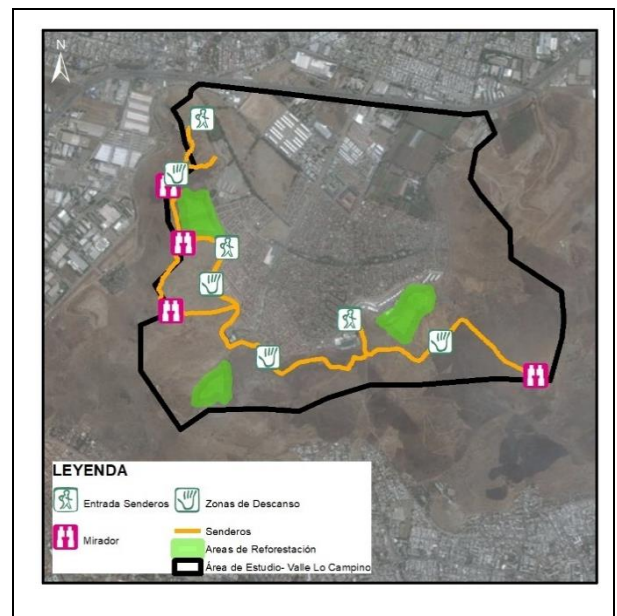 N
LEYENDA
Entrada Senderos Zonas de Descanso
Mirador Senderos
Areas de Reforestación
Área de Estudio- Valle Lo Campino